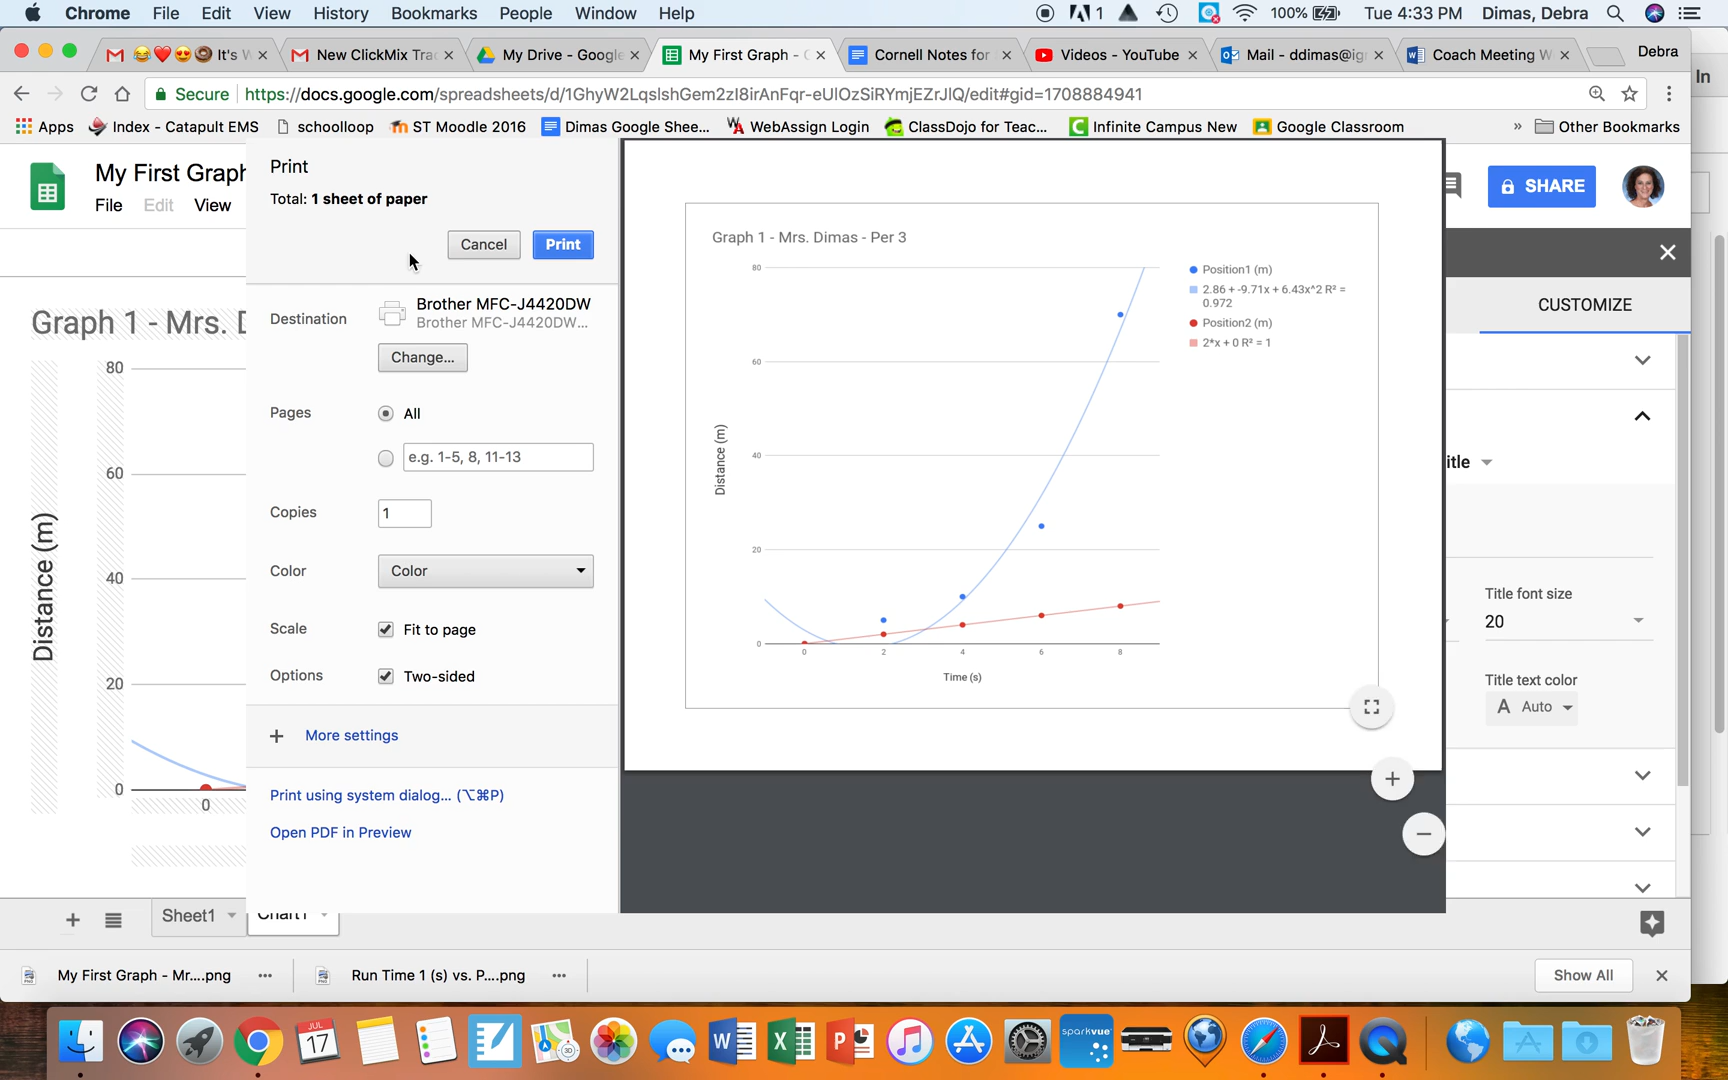 Chrome File Edit View History Bookmarks People Window Help 1 100% Tue 4:33 PM Dimas, Debra
It's W New ClickMix Trac My Drive - Google My First Graph - G Cornell Notes for Videos - YouTube Mail - ddimas@ig Coach Meeting W Debra
Secure https://docs.google.com/spreadsheets/d/1GhyW2LqslshGem2zI8irAnFqr-eUlOzSiRYmjEZrJlQ/edit#gid=1708884941
In
Apps Index - Catapult EMS schoolloop ST Moodle 2016 Dimas Google Shee... WebAssign Login ClassDojo for Teac... Infinite Campus New Google Classroom » Other Bookmarks
My First Graph
File Edit View
SHARE
Print
Total: 1 sheet of paper
Cancel Print
Destination Brother MFC-J4420DW
Brother MFC-J4420DW...
Change...
Pages All
e.g. 1-5, 8, 11-13
Copies 1
Color Color
Scale Fit to page
Options Two-sided
+ More settings
Print using system dialog... (⌥⌘P)
Open PDF in Preview
Graph 1 - Mrs. Dimas - Per 3
80
60
40
20
0
Distance (m)
0 2 4 6 8
Time (s)
Position1 (m)
2.86 + -9.71x + 6.43x^2 R² =
0.972
Position2 (m)
2*x + 0 R² = 1
Graph 1 - Mrs. D
80
60
40
20
0
0
Distance (m)
CUSTOMIZE
itle
Title font size
20
Title text color
A Auto
Sheet1 Chart1
My First Graph - Mr....png Run Time 1 (s) vs. P....png Show All
JUL
17
3D
W X P
sparkvue